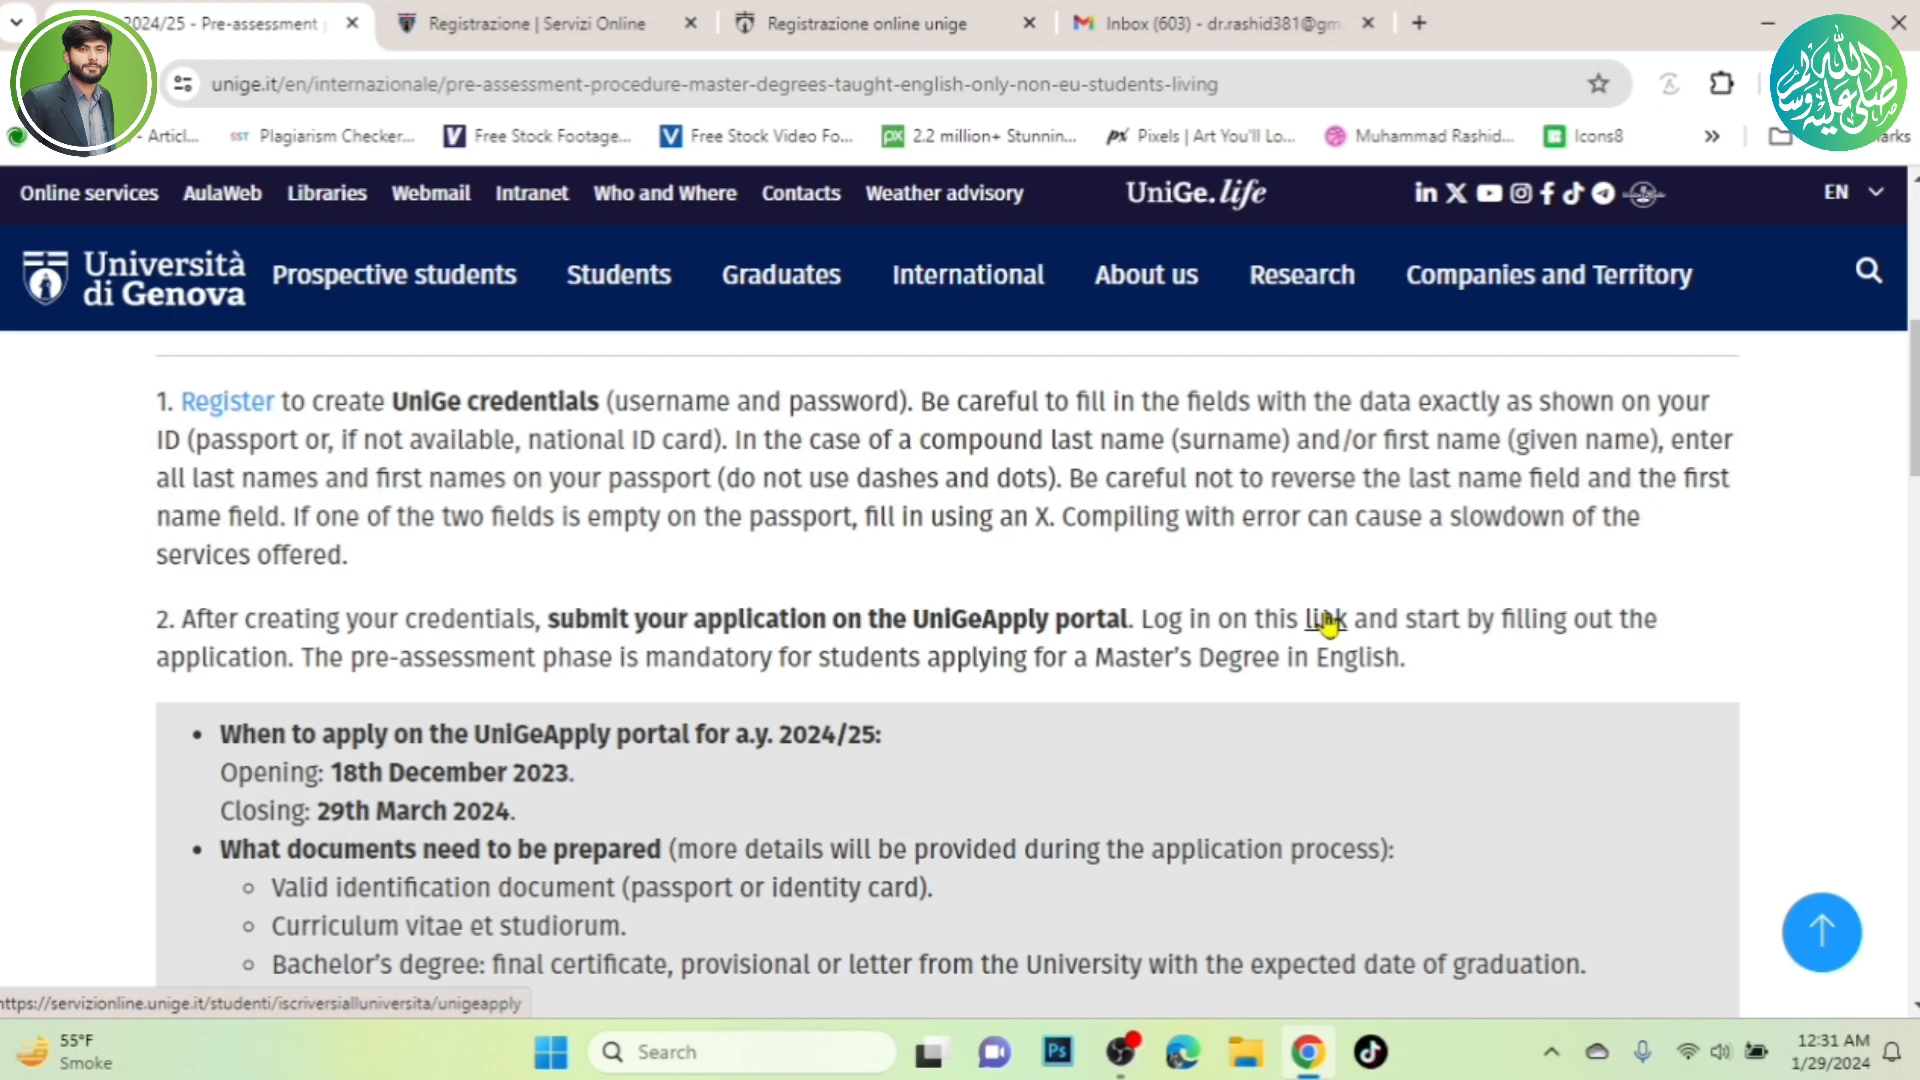 2024/25 - Pre-assessment
Registrazione | Servizi Online
Registrazione online unige
Inbox (603) - dr.rashid381@gm
unige.it/en/internazionale/pre-assessment-procedure-master-degrees-taught-english-only-non-eu-students-living
- Articl...
SST Plagiarism Checker...
Free Stock Footage...
Free Stock Video Fo...
px 2.2 million+ Stunnin...
Pixels | Art You'll Lo...
Muhammad Rashid...
Icons8
»
Online services AulaWeb Libraries Webmail Intranet Who and Where Contacts Weather advisory UniGe.life EN
Università
di Genova
Prospective students Students Graduates International About us Research Companies and Territory
1. Register to create UniGe credentials (username and password). Be careful to fill in the fields with the data exactly as shown on your
ID (passport or, if not available, national ID card). In the case of a compound last name (surname) and/or first name (given name), enter
all last names and first names on your passport (do not use dashes and dots). Be careful not to reverse the last name field and the first
name field. If one of the two fields is empty on the passport, fill in using an X. Compiling with error can cause a slowdown of the
services offered.
2. After creating your credentials, submit your application on the UniGeApply portal. Log in on this link and start by filling out the
application. The pre-assessment phase is mandatory for students applying for a Master's Degree in English.
• When to apply on the UniGeApply portal for a.y. 2024/25:
Opening: 18th December 2023.
Closing: 29th March 2024.
• What documents need to be prepared (more details will be provided during the application process):
Valid identification document (passport or identity card).
Curriculum vitae et studiorum.
Bachelor's degree: final certificate, provisional or letter from the University with the expected date of graduation.
https://servizionline.unige.it/studenti/iscriversialluniversita/unigeapply
55°F
Smoke
Search
Ps
12:31 AM
1/29/2024